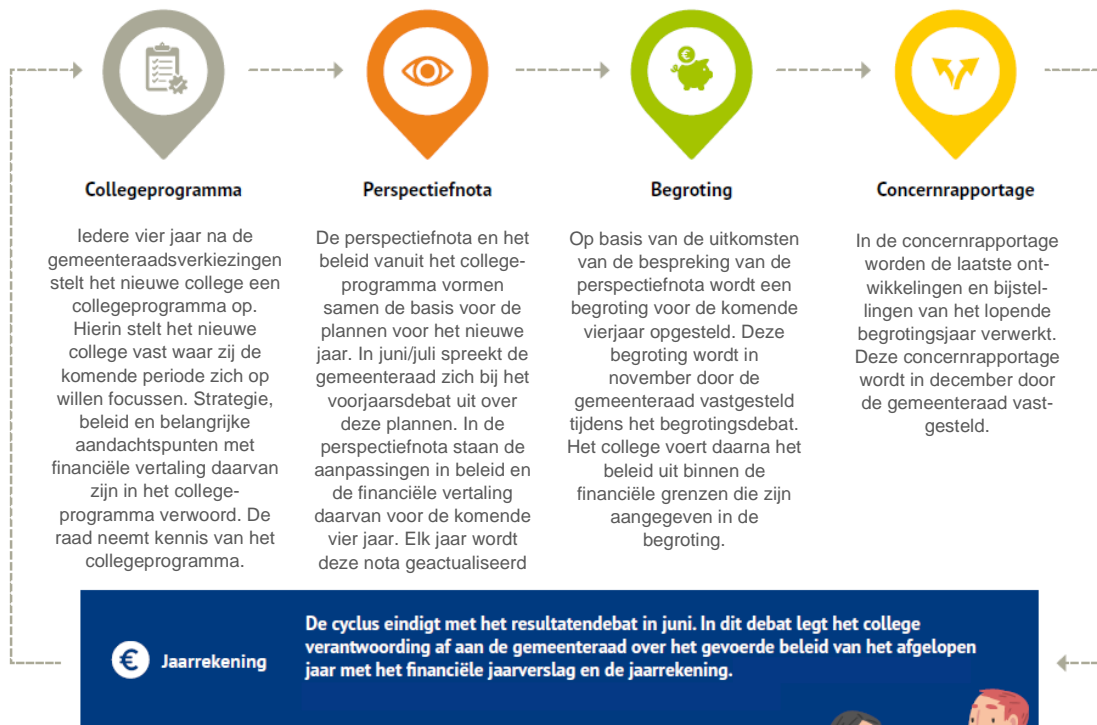 Collegeprogramma
Iedere vier jaar na de
gemeenteraadsverkiezingen
stelt het nieuwe college een
collegeprogramma op.
Hierin stelt het nieuwe
college vast waar zij de
komende periode zich op
willen focussen. Strategie,
beleid en belangrijke
aandachtspunten met
financiële vertaling daarvan
zijn in het college-
programma verwoord. De
raad neemt kennis van het
collegeprogramma.
Perspectiefnota
De perspectiefnota en het
beleid vanuit het college-
programma vormen
samen de basis voor de
plannen voor het nieuwe
jaar. In juni/juli spreekt de
gemeenteraad zich bij het
voorjaarsdebat uit over
deze plannen. In de
perspectiefnota staan de
aanpassingen in beleid en
de financiële vertaling
daarvan voor de komende
vier jaar. Elk jaar wordt
deze nota geactualiseerd
Begroting
Op basis van de uitkomsten
van de bespreking van de
perspectiefnota wordt een
begroting voor de komende
vierjaar opgesteld. Deze
begroting wordt in
november door de
gemeenteraad vastgesteld
tijdens het begrotingsdebat.
Het college voert daarna het
beleid uit binnen de
financiële grenzen die zijn
aangegeven in de
begroting.
Concernrapportage
In de concernrapportage
worden de laatste ont-
wikkelingen en bijstel-
lingen van het lopende
begrotingsjaar verwerkt.
Deze concernrapportage
wordt in december door
de gemeenteraad vast-
gesteld.
€ Jaarrekening
De cyclus eindigt met het resultatendebat in juni. In dit debat legt het college
verantwoording af aan de gemeenteraad over het gevoerde beleid van het afgelopen
jaar met het financiële jaarverslag en de jaarrekening.